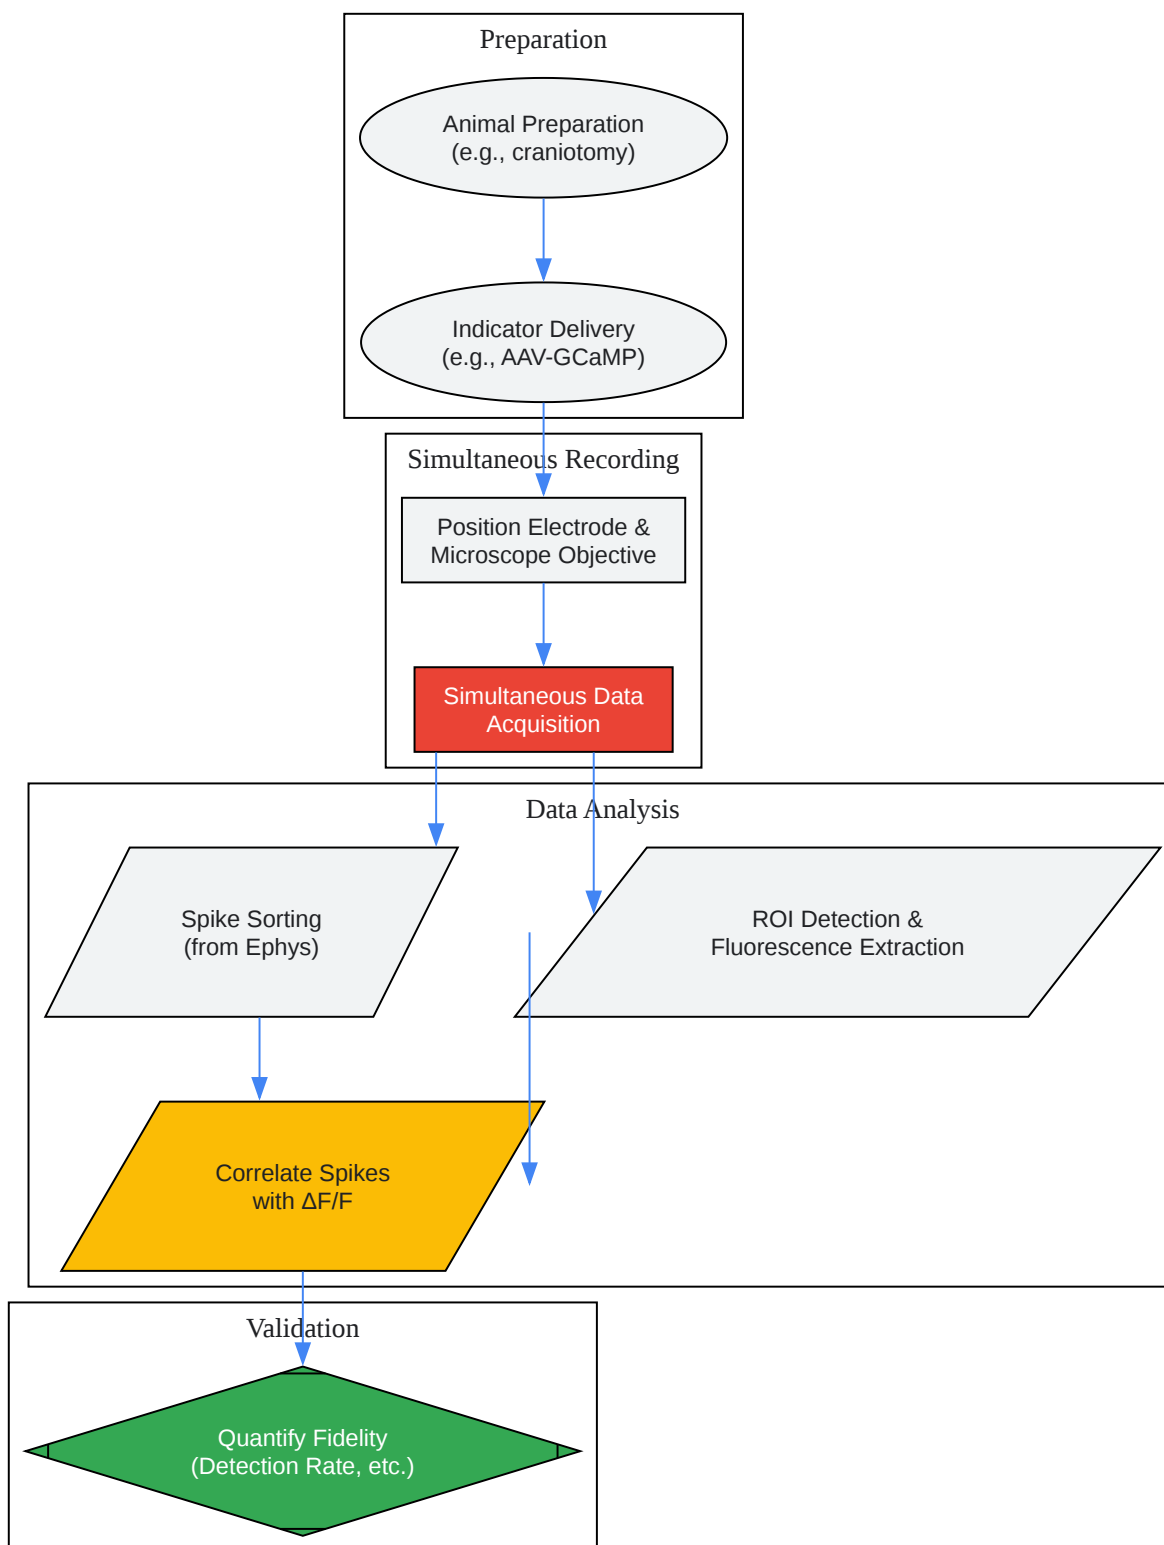 Preparation
Animal Preparation
(e.g., craniotomy)
Indicator Delivery
(e.g., AAV-GCaMP)
Simultaneous Recording
Position Electrode &
Microscope Objective
Simultaneous Data
Acquisition
Data Analysis
Spike Sorting
(from Ephys)
ROI Detection &
Fluorescence Extraction
Correlate Spikes
with ΔF/F
Validation
Quantify Fidelity
(Detection Rate, etc.)